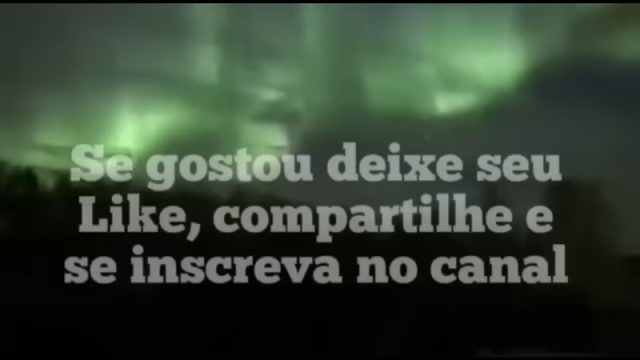 Se gostou deixe seu
Like, compartilhe e
se inscreva no canal